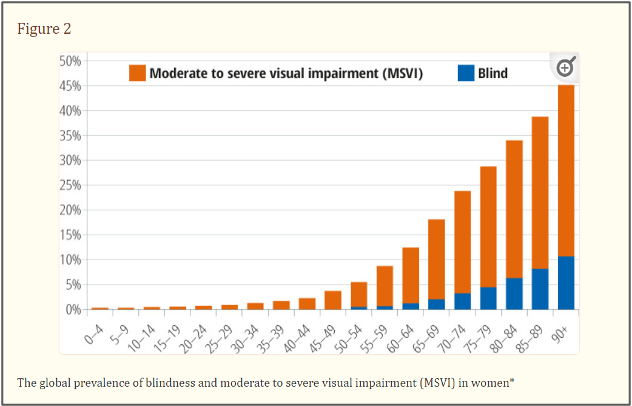 Figure 2
50%
Moderate to severe visual impairment (MSVI) Blind
45%
40%
35%
30%
25%
20%
15%
10%
5%
0%
0–4 5–9 10–14 15–19 20–24 25–29 30–34 35–39 40–44 45–49 50–54 55–59 60–64 65–69 70–74 75–79 80–84 85–89 90+
The global prevalence of blindness and moderate to severe visual impairment (MSVI) in women*